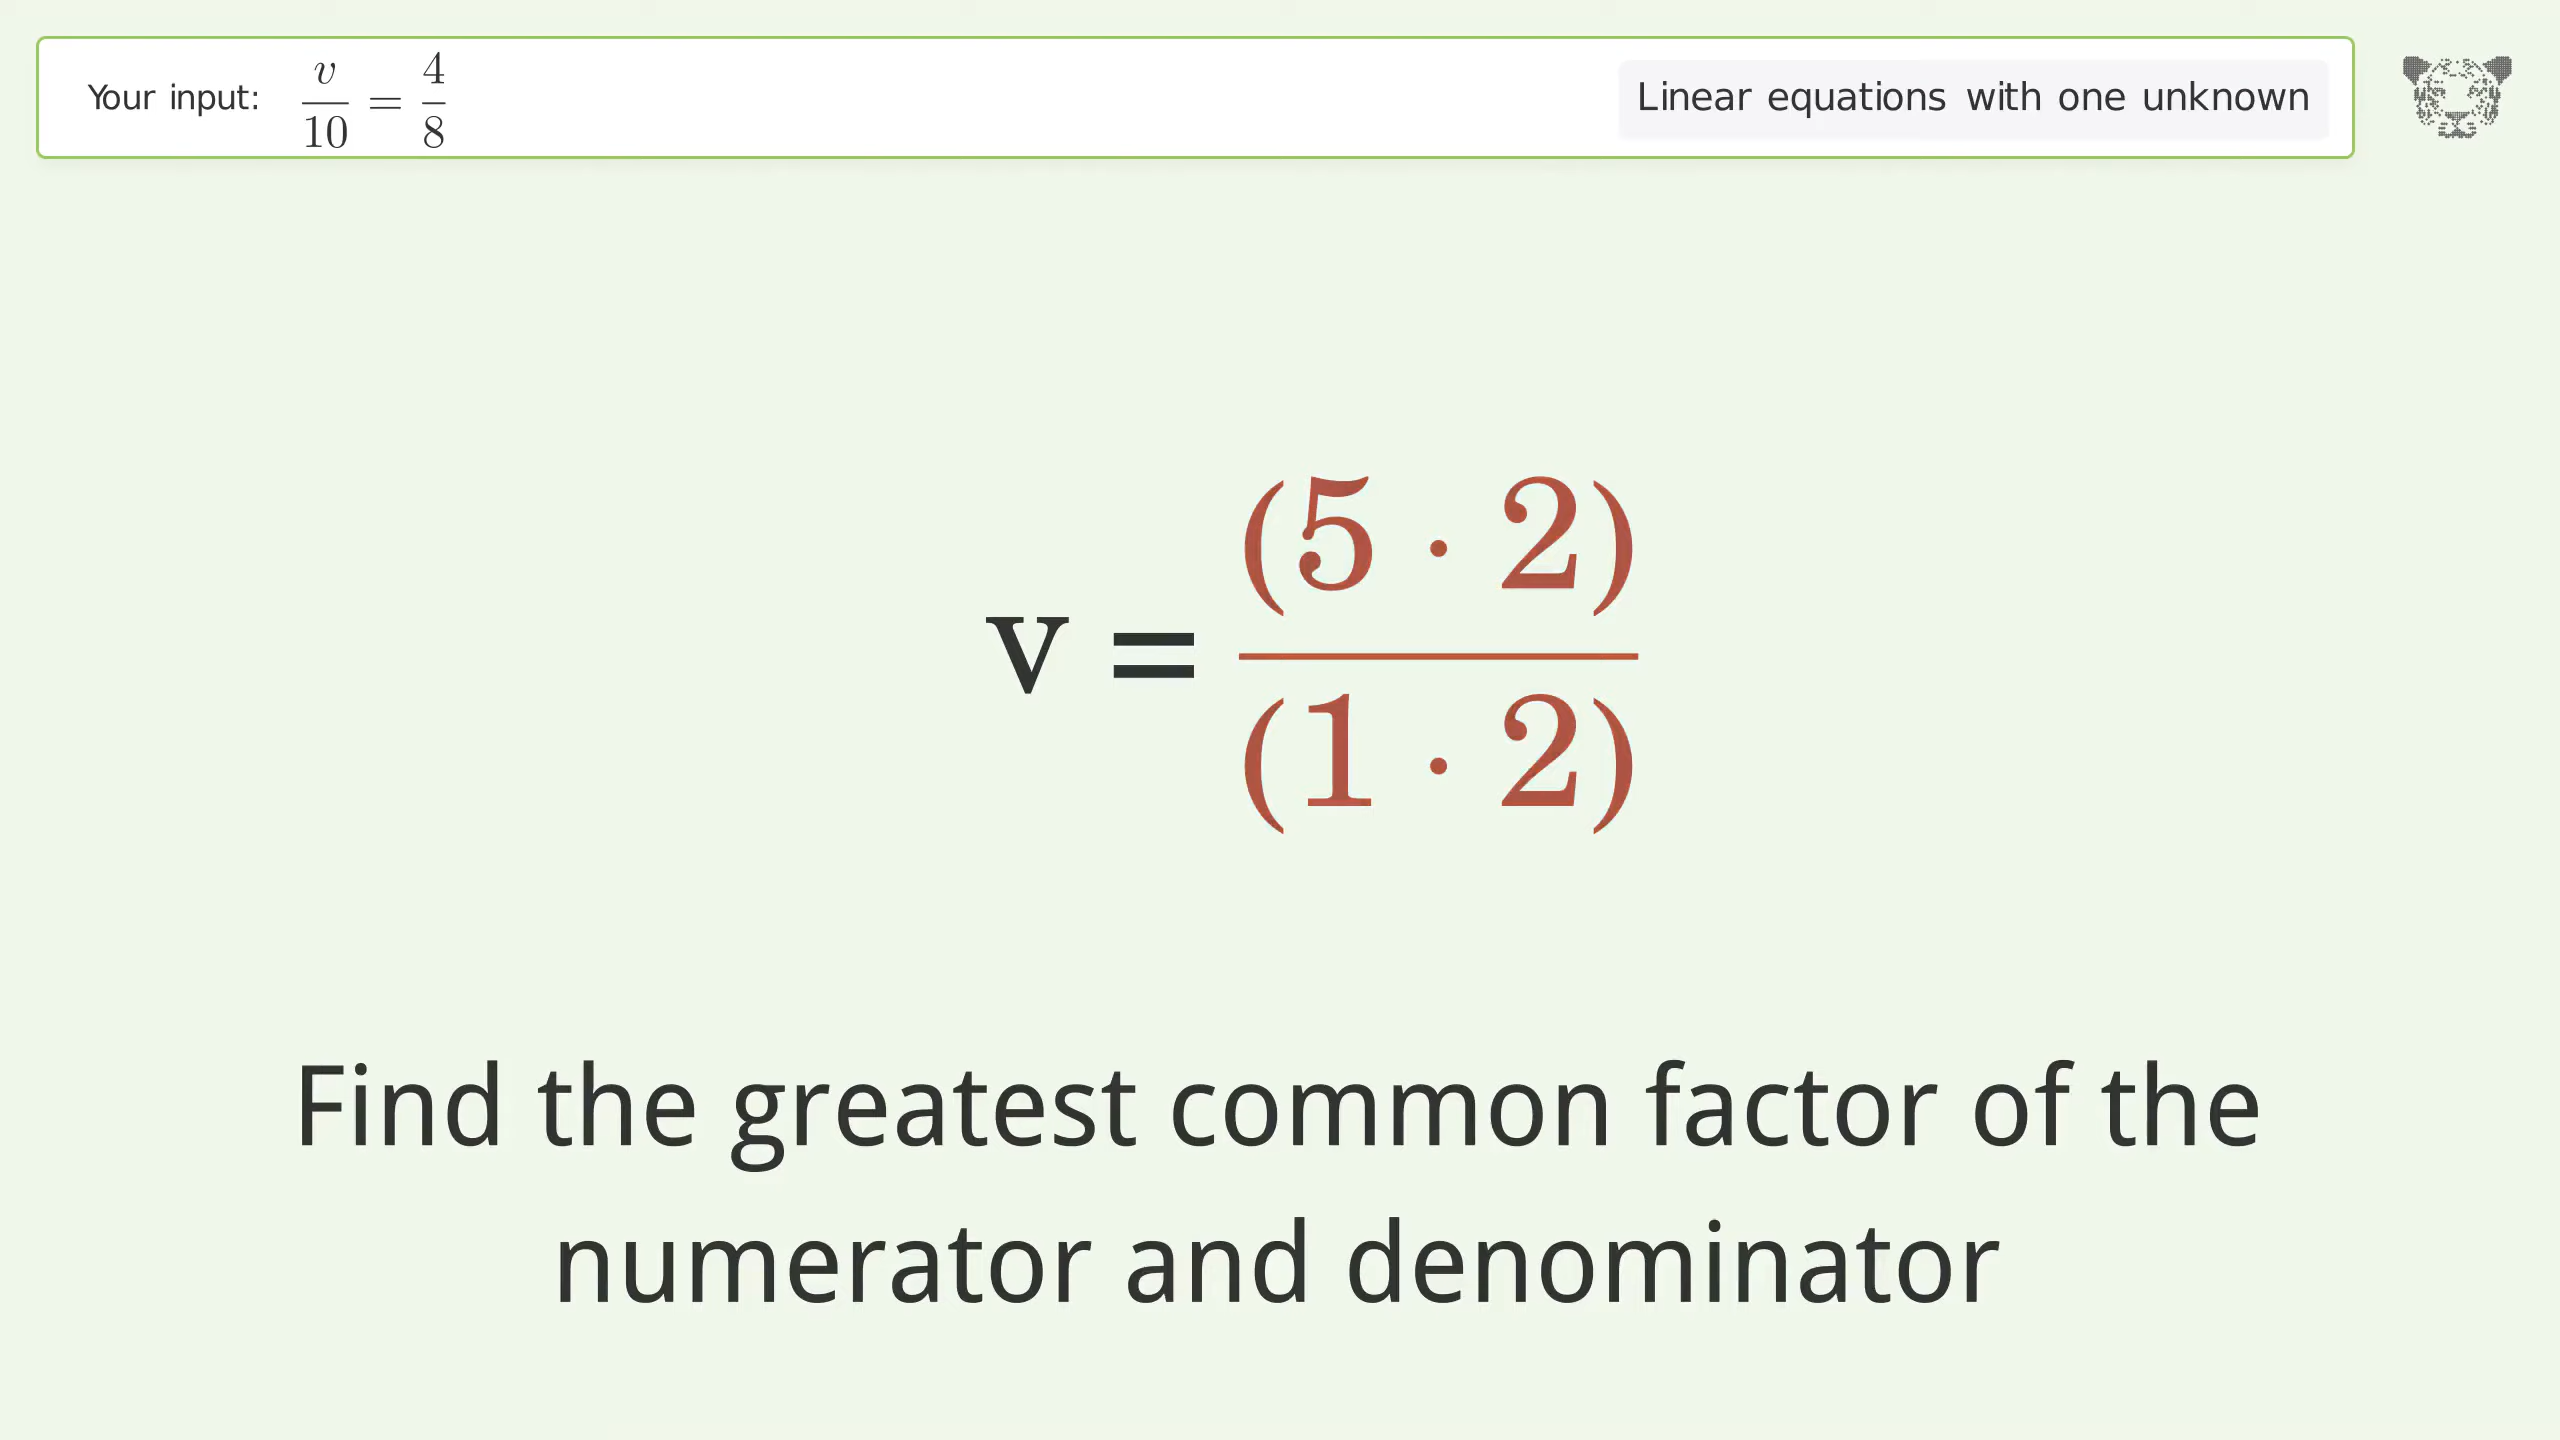 Your input: v/10 = 4/8
Linear equations with one unknown
v = (5 · 2)/(1 · 2)
Find the greatest common factor of the
numerator and denominator